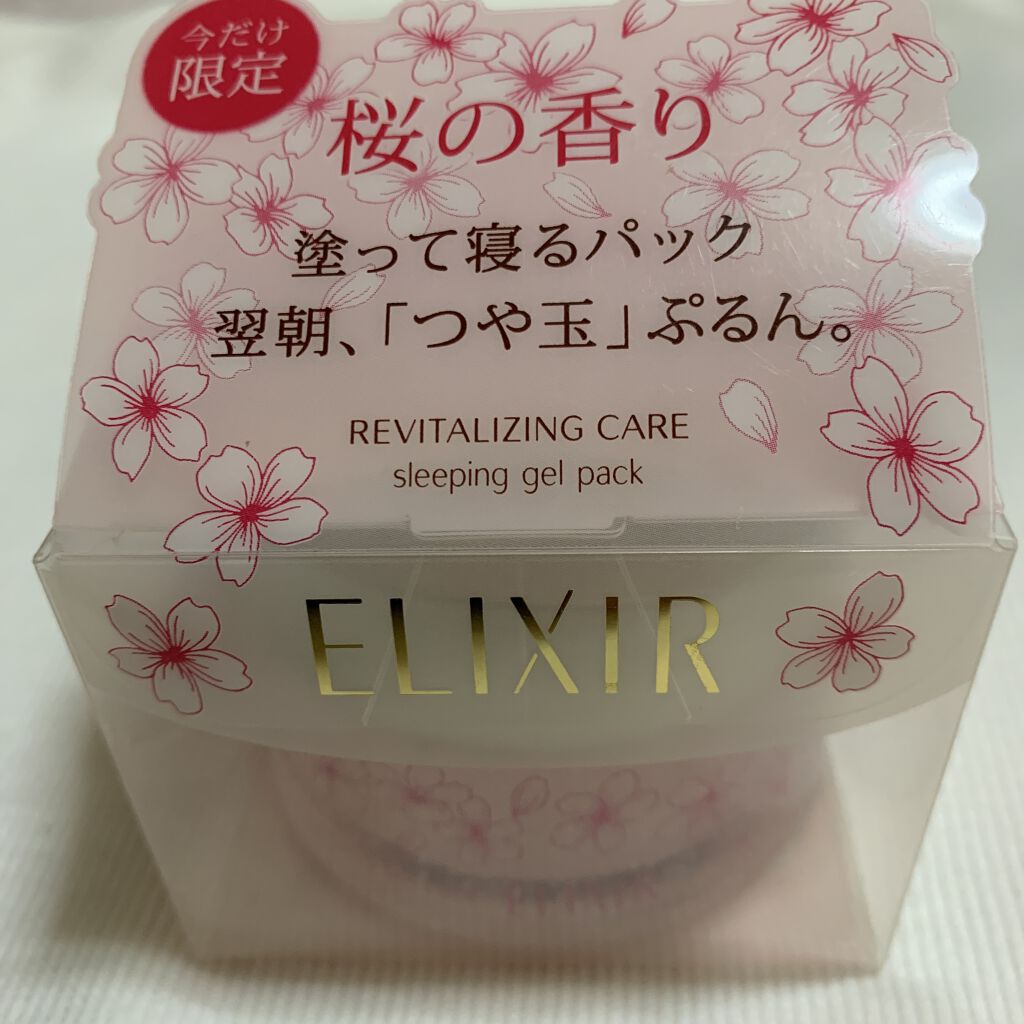 今だけ
限定
桜の香り
塗って寝るパック
翌朝、「つや玉」ぷるん。
REVITALIZING CARE
sleeping gel pack
ELIXIR